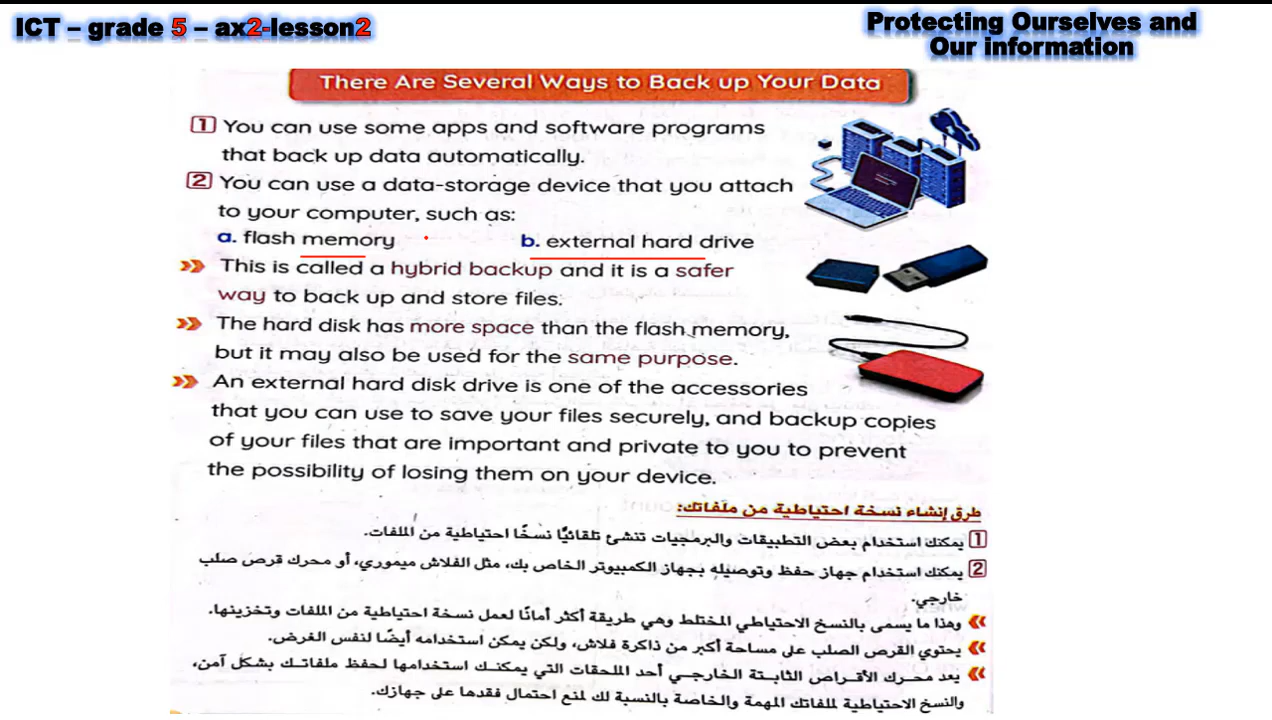 ICT – grade 5 – ax2-lesson2
Protecting Ourselves and
Our information
There Are Several Ways to Back up Your Data
1 You can use some apps and software programs
that back up data automatically.
2 You can use a data-storage device that you attach
to your computer, such as:
a. flash memory b. external hard drive
This is called a hybrid backup and it is a safer
way to back up and store files.
The hard disk has more space than the flash memory,
but it may also be used for the same purpose.
An external hard disk drive is one of the accessories
that you can use to save your files securely, and backup copies
of your files that are important and private to you to prevent
the possibility of losing them on your device.
طرق إنشاء نسخة احتياطية من ملفاتك:
1 يمكنك استخدام بعض التطبيقات والبرمجيات تنشئ تلقائيًّا نسخًا احتياطية من الملفات.
2 يمكنك استخدام جهاز حفظ وتوصيله بجهاز الكمبيوتر الخاص بك، مثل الفلاش ميموري، أو محرك قرص صلب
خارجي.
وهذا ما يسمى بالنسخ الاحتياطي المختلط وهي طريقة أكثر أمانًا لعمل نسخة احتياطية من الملفات وتخزينها.
يحتوي القرص الصلب على مساحة أكبر من ذاكرة فلاش، ولكن يمكن استخدامه أيضًا لنفس الغرض.
يعد محرك الأقراص الثابتة الخارجي أحد الملحقات التي يمكنك استخدامها لحفظ ملفاتك بشكل آمن،
والنسخ الاحتياطية للملفاتك المهمة والخاصة بالنسبة لك لمنع احتمال فقدها على جهازك.